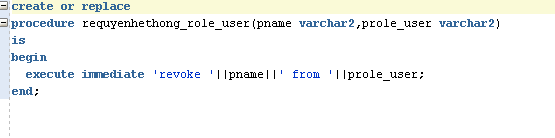 create or replace
procedure requyenhethong_role_user(pname varchar2,prole_user varchar2)
is
begin
  execute immediate 'revoke '||pname||' from '||prole_user;
end;